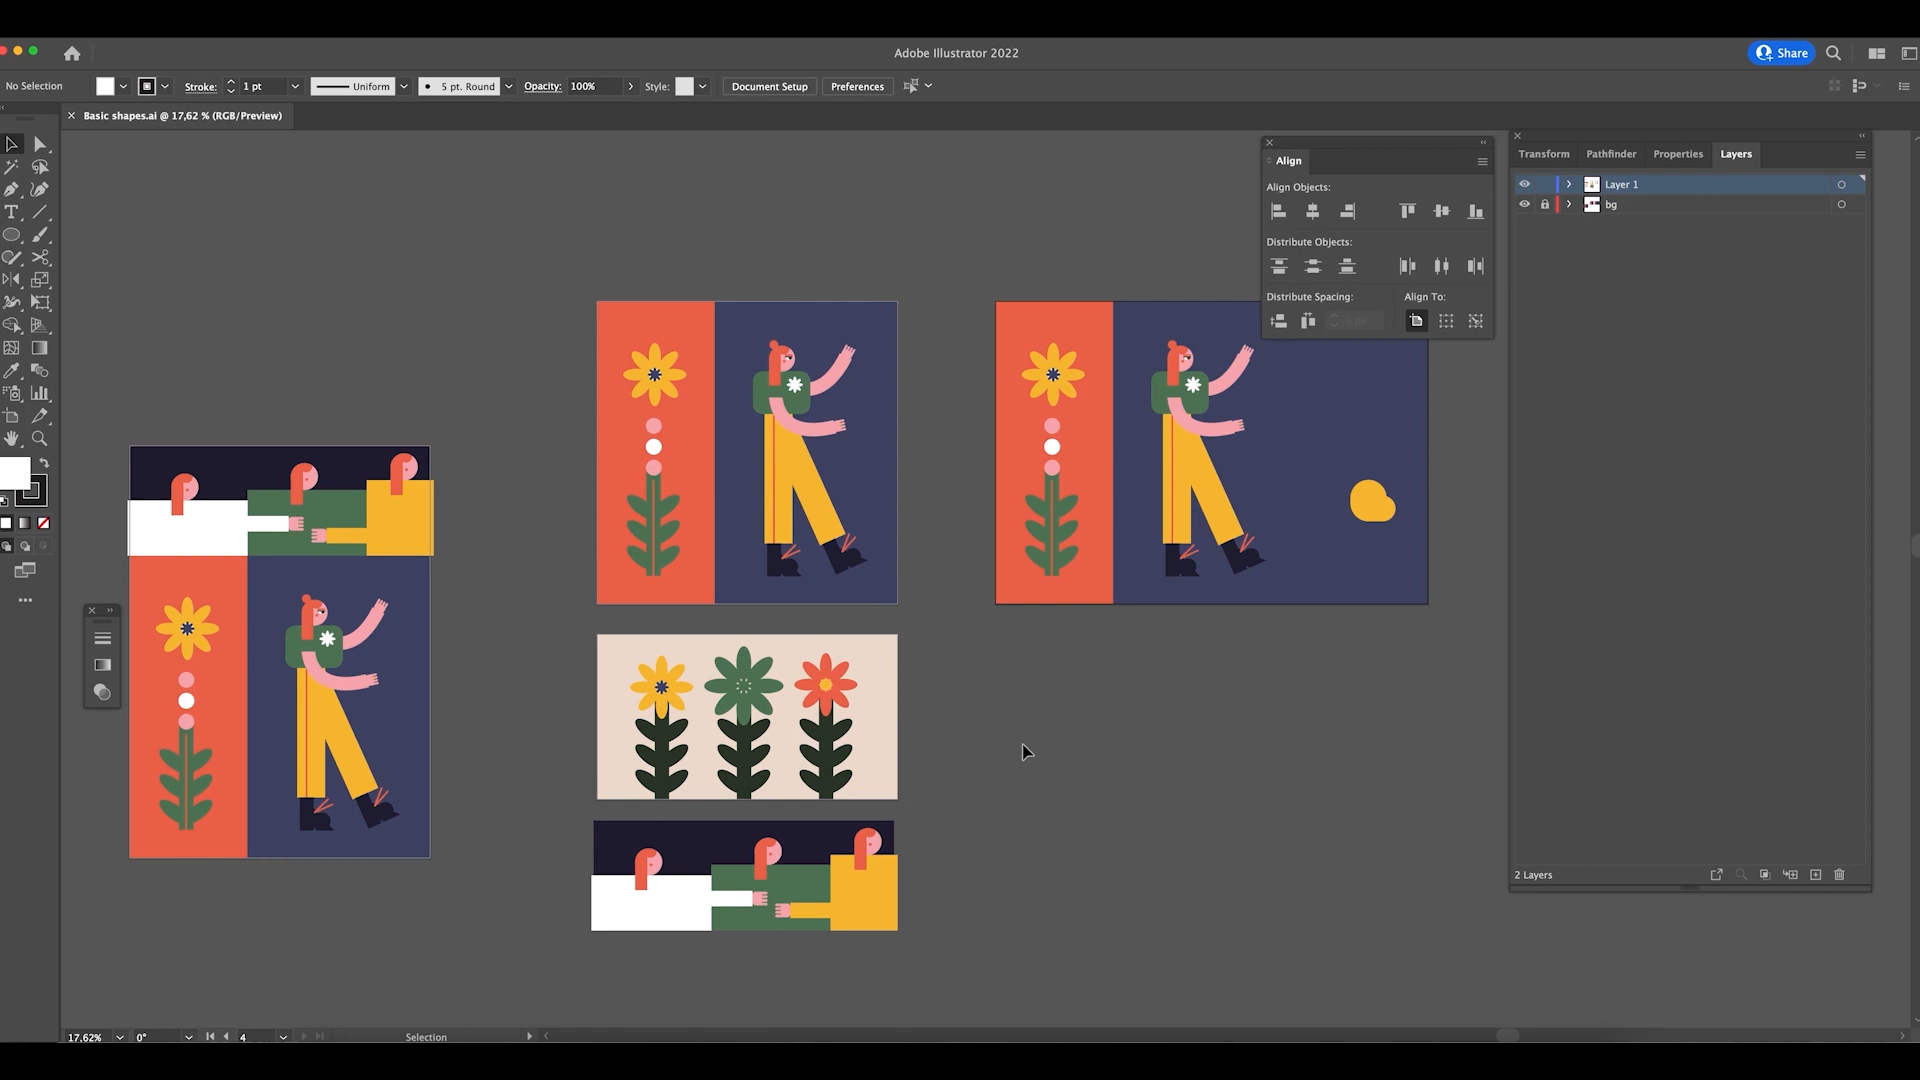 Adobe Illustrator 2022
Share
No Selection
Stroke: 1 pt
Uniform
5 pt. Round
Opacity: 100%
Style:
Document Setup
Preferences
Basic shapes.ai @ 17,62 % (RGB/Preview)
Align
Align Objects:
Distribute Objects:
Distribute Spacing:
Align To:
0 px
Transform
Pathfinder
Properties
Layers
Layer 1
bg
2 Layers
17,62%
0°
4
Selection